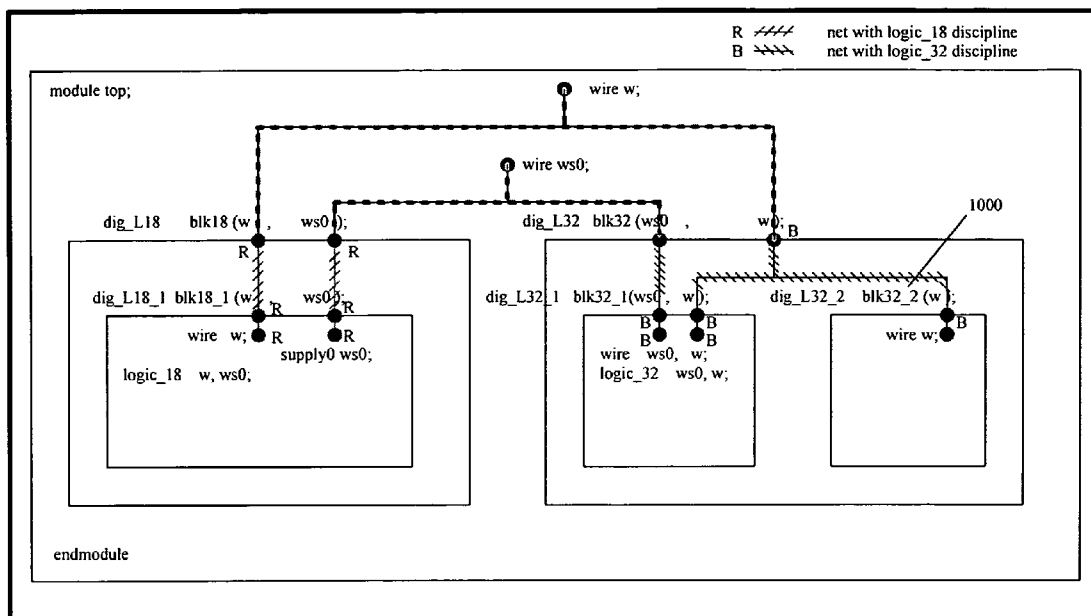 R net with logic_18 discipline
B net with logic_32 discipline
module top;
n wire w;
n wire ws0;
1000
dig_L18 blk18 (w , ws0 ); dig_L32 blk32 (ws0 , w );
R R B
dig_L18_1 blk18_1 (w , ws0 ); dig_L32_1 blk32_1(ws0 , w ); dig_L32_2 blk32_2 (w );
R R B B B
wire w; R R B B wire w;
supply0 ws0; wire ws0, w;
logic_18 w, ws0; logic_32 ws0, w;
endmodule